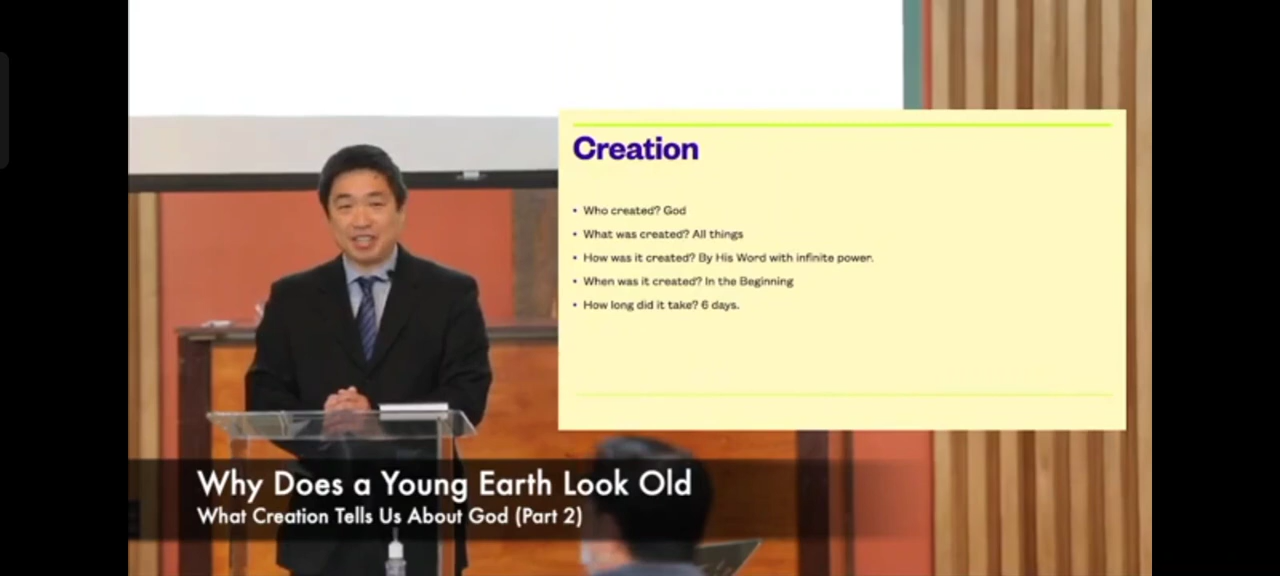 Creation
• Who created? God
• What was created? All things
• How was it created? By His Word with infinite power.
• When was it created? In the Beginning
• How long did it take? 6 days.
Why Does a Young Earth Look Old
What Creation Tells Us About God (Part 2)